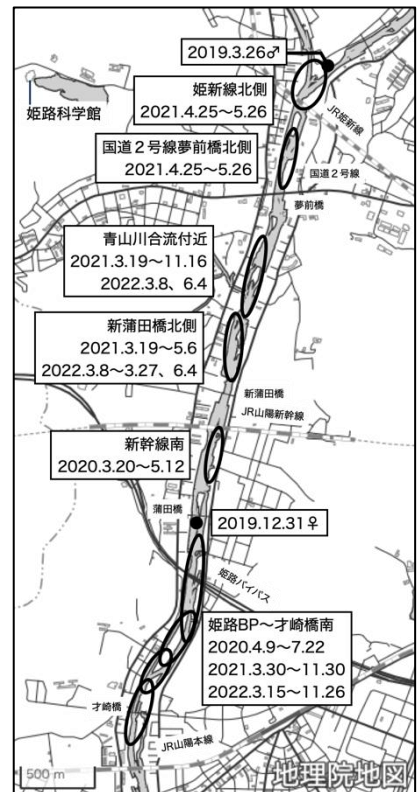 2019.3.26♂
姫新線北側
2021.4.25〜5.26
姫路科学館
JR姫新線
国道２号線夢前橋北側
2021.4.25〜5.26
国道２号線
夢前橋
青山川合流付近
2021.3.19〜11.16
2022.3.8、6.4
新蒲田橋北側
2021.3.19〜5.6
2022.3.8〜3.27、6.4
新蒲田橋
JR山陽新幹線
新幹線南
2020.3.20〜5.12
蒲田橋
2019.12.31♀
姫路バイパス
姫路BP〜才崎橋南
2020.4.9〜7.22
2021.3.30〜11.30
2022.3.15〜11.26
才崎橋
JR山陽本線
500 m
地理院地図